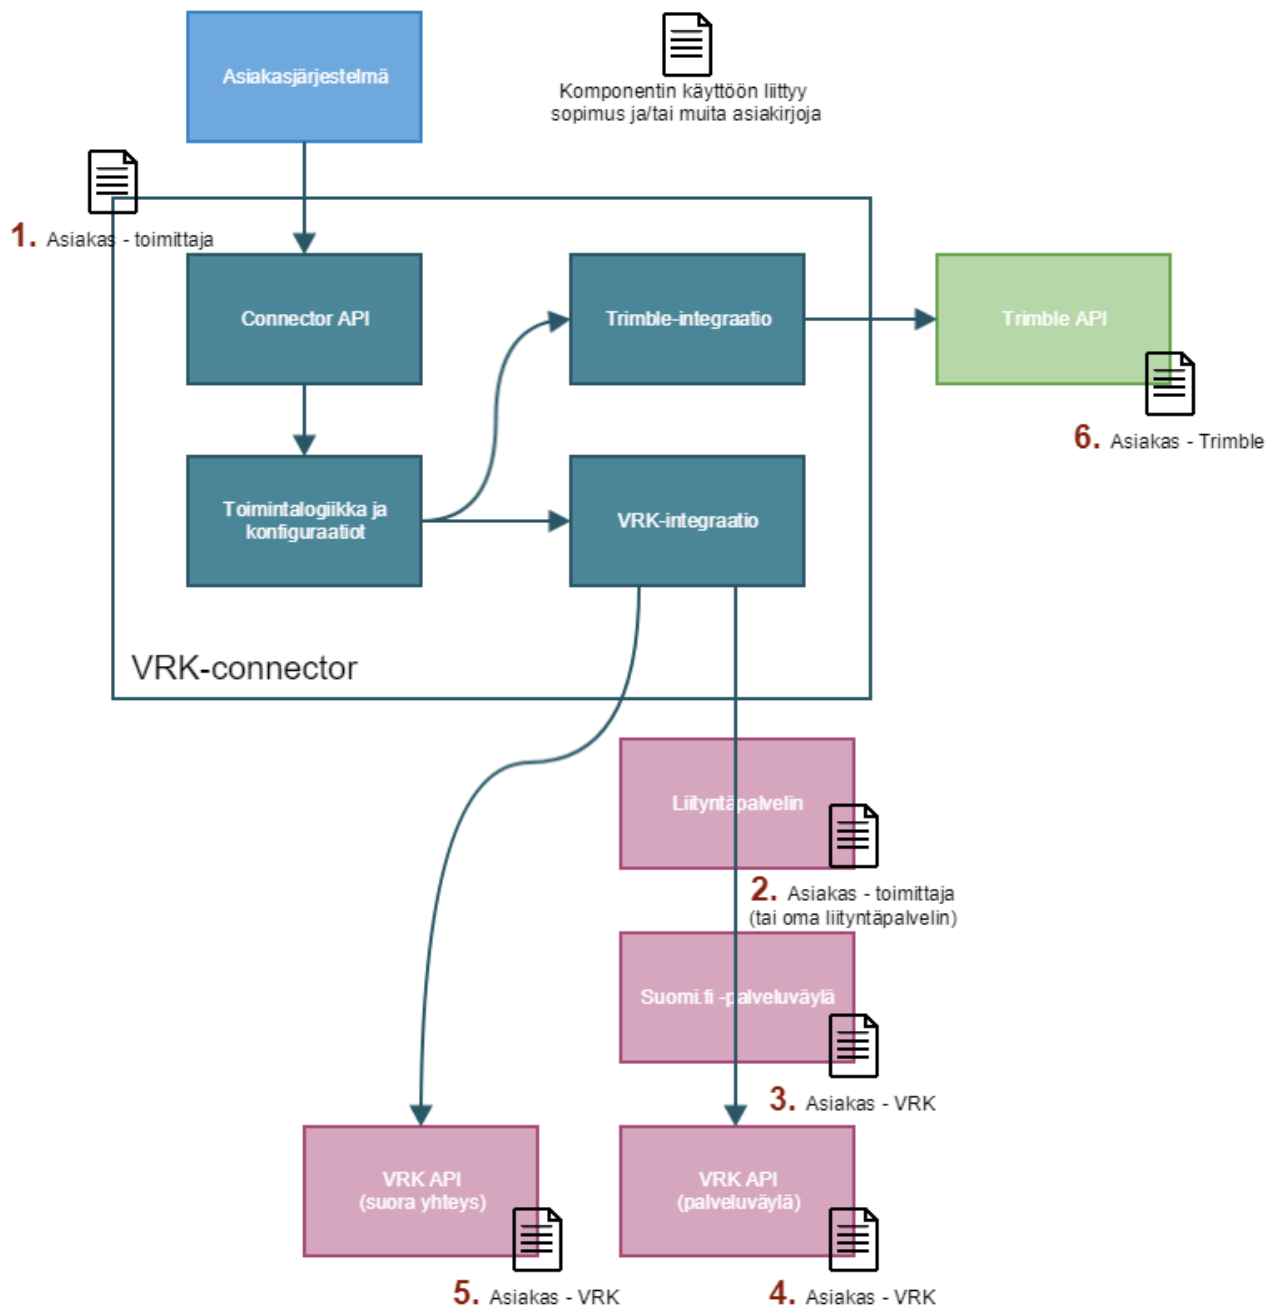 Asiakasjärjestelmä
Komponentin käyttöön liittyy
sopimus ja/tai muita asiakirjoja
1. Asiakas - toimittaja
Connector API
Trimble-integraatio
Trimble API
6. Asiakas - Trimble
Toimintalogiikka ja
konfiguraatiot
VRK-integraatio
VRK-connector
Liityntäpalvelin
2. Asiakas - toimittaja
(tai oma liityntäpalvelin)
Suomi.fi -palveluväylä
3. Asiakas - VRK
VRK API
(suora yhteys)
VRK API
(palveluväylä)
5. Asiakas - VRK
4. Asiakas - VRK